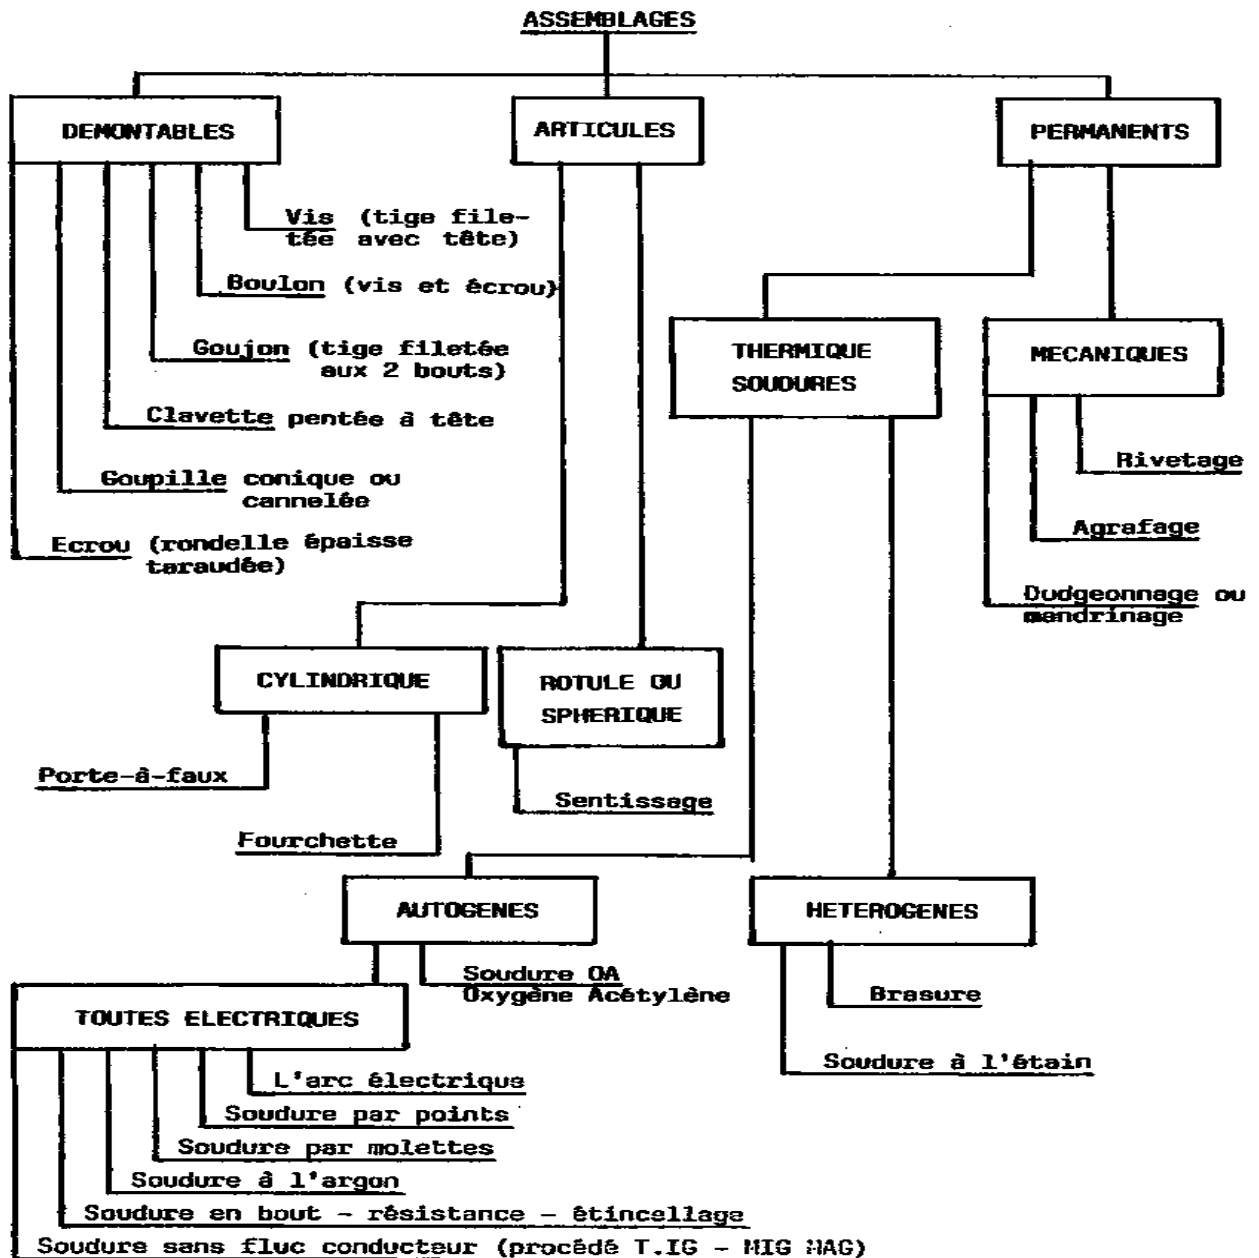 ASSEMBLAGES
DEMONTABLES
ARTICULES
PERMANENTS
Vis (tige file-
tée avec tête)
Boulon (vis et écrou)
Goujon (tige filetée
aux 2 bouts)
Clavette pentée à tête
Goupille conique ou
cannelée
Ecrou (rondelle épaisse
taraudée)
THERMIQUE
SOUDURES
MECANIQUES
Rivetage
Agrafage
Dudgeonnage ou
mandrinage
CYLINDRIQUE
ROTULE OU
SPHERIQUE
Porte-à-faux
Sentissage
Fourchette
AUTOGENES
HETEROGENES
Soudure OA
Oxygène Acétylène
Brasure
Soudure à l'étain
TOUTES ELECTRIQUES
L'arc électrique
Soudure par points
Soudure par molettes
Soudure à l'argon
Soudure en bout - résistance - étincellage
Soudure sans fluc conducteur (procédé T.IG - MIG MAG)